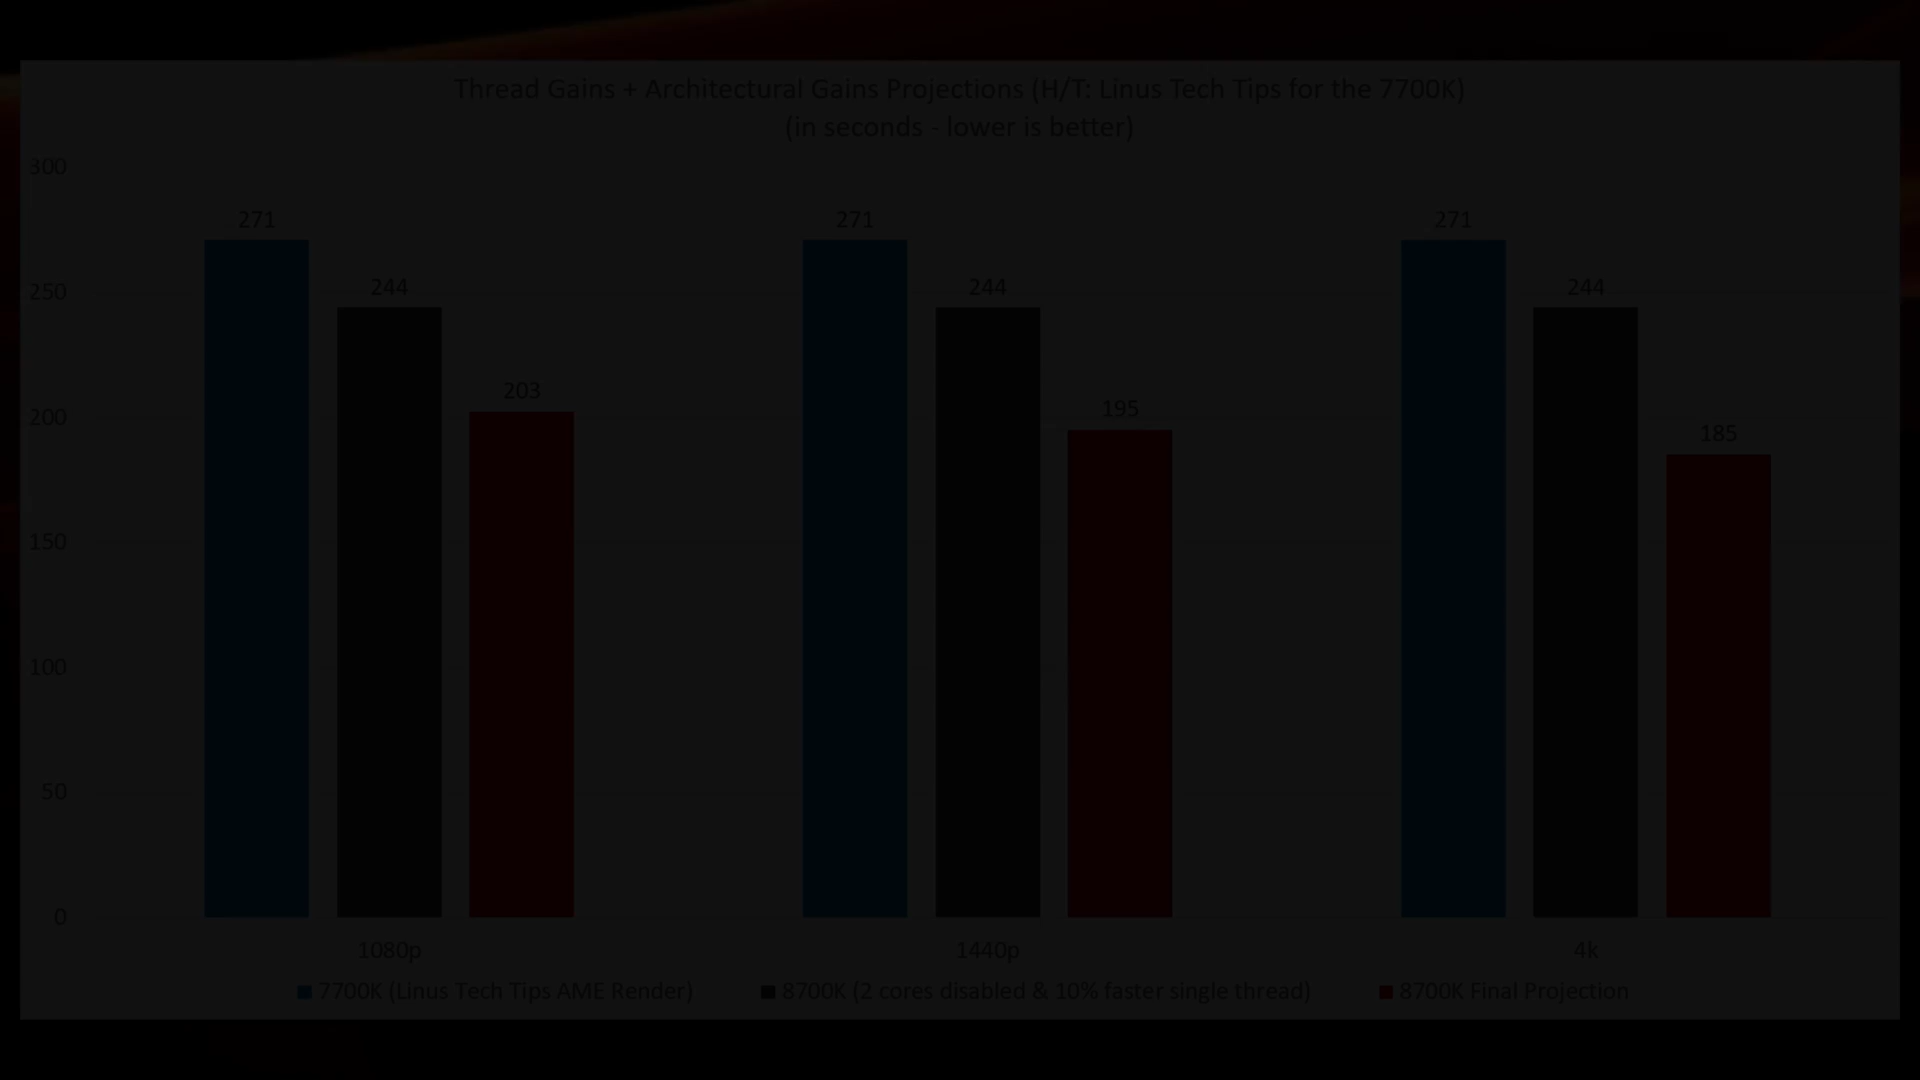 Thread Gains + Architectural Gains Projections (H/T: Linus Tech Tips for the 7700K)
(in seconds - lower is better)
300
250
200
150
100
50
0
271
244
203
271
244
195
271
244
185
1080p
1440p
4k
7700K (Linus Tech Tips AME Render)
8700K (2 cores disabled & 10% faster single thread)
8700K Final Projection